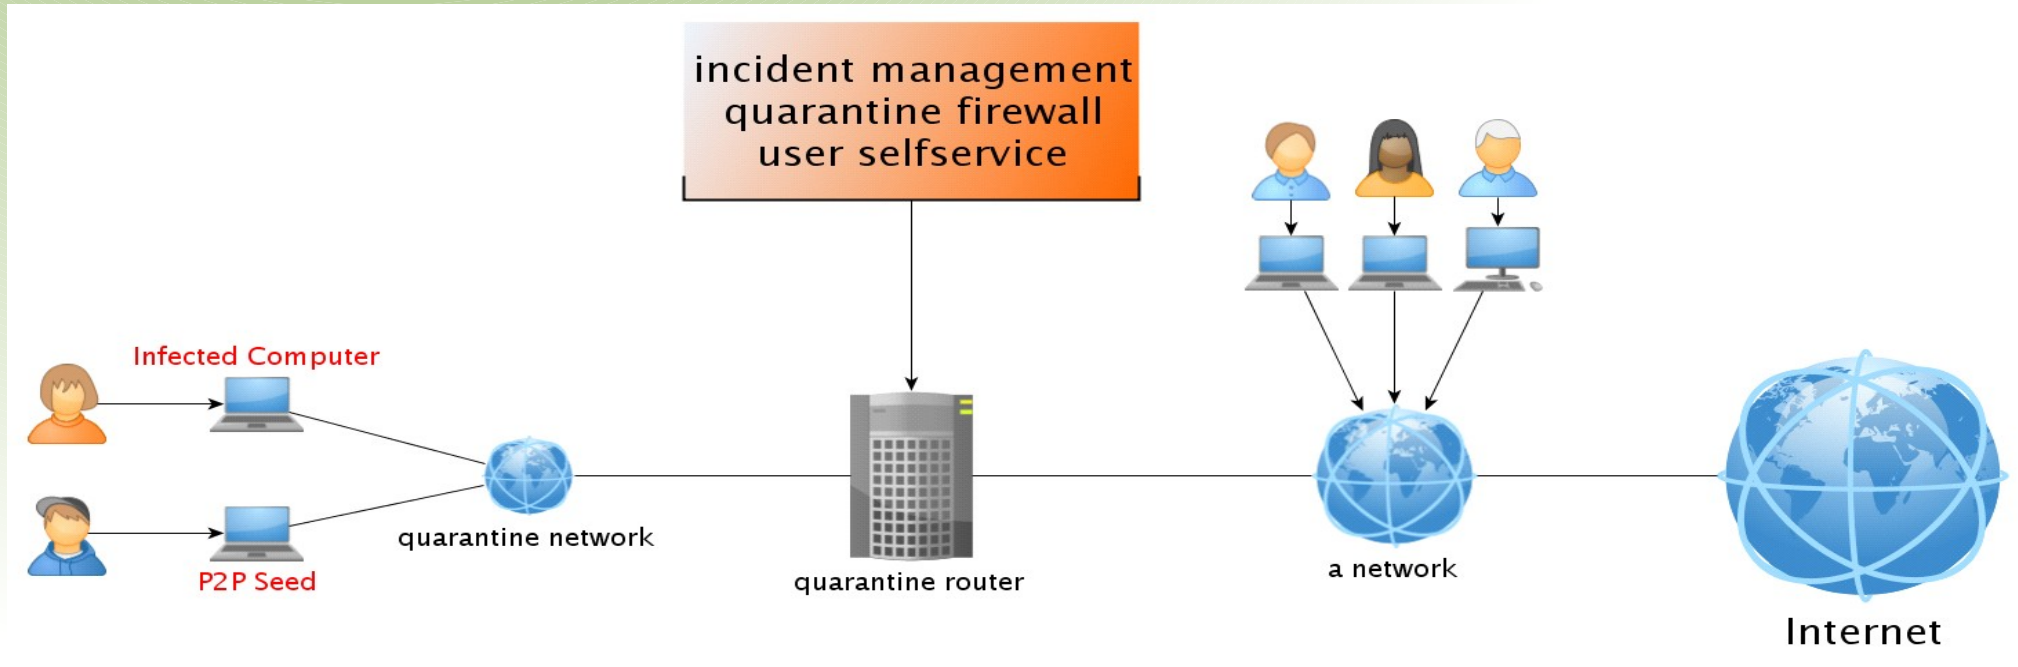 incident management
quarantine firewall
user selfservice
Infected Computer
P2P Seed
quarantine network
quarantine router
a network
Internet